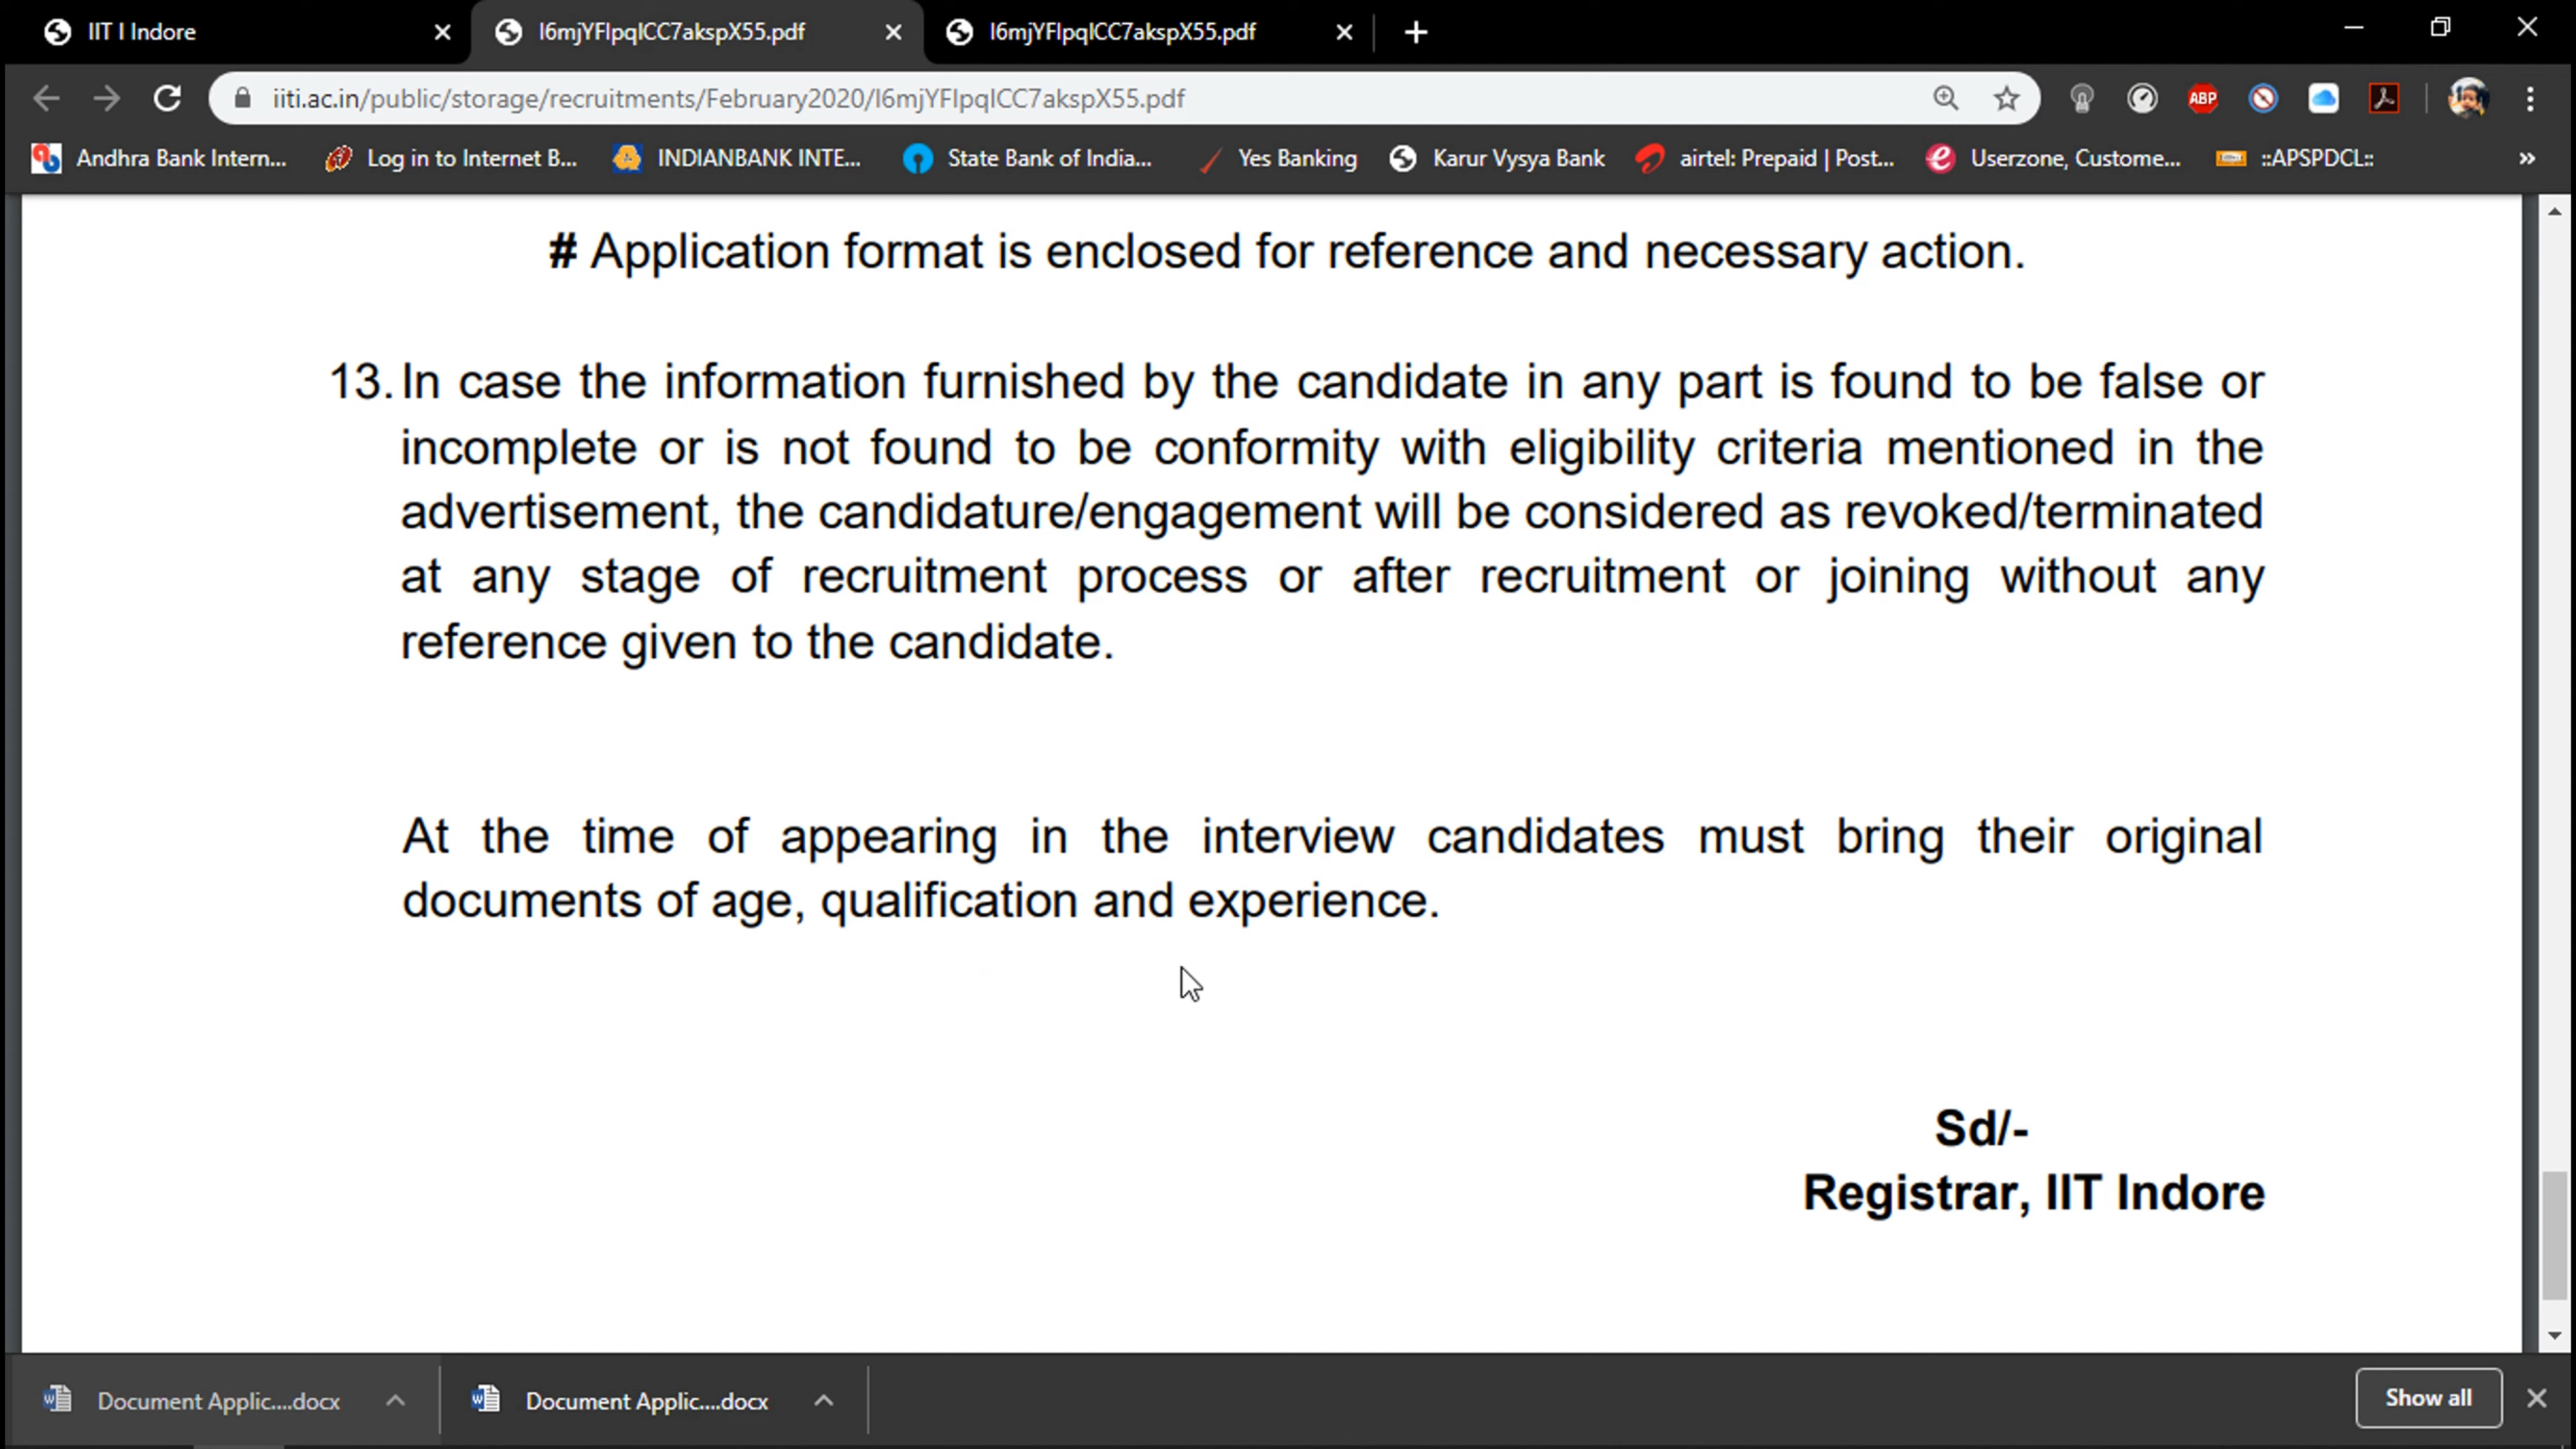 IIT I Indore
I6mjYFIpqICC7akspX55.pdf
I6mjYFIpqICC7akspX55.pdf
iiti.ac.in/public/storage/recruitments/February2020/I6mjYFIpqICC7akspX55.pdf
ABP
Andhra Bank Intern...
Log in to Internet B...
INDIANBANK INTE...
State Bank of India...
Yes Banking
Karur Vysya Bank
airtel: Prepaid | Post...
Userzone, Custome...
::APSPDCL::
»
# Application format is enclosed for reference and necessary action.
13. In case the information furnished by the candidate in any part is found to be false or
incomplete or is not found to be conformity with eligibility criteria mentioned in the
advertisement, the candidature/engagement will be considered as revoked/terminated
at any stage of recruitment process or after recruitment or joining without any
reference given to the candidate.
At the time of appearing in the interview candidates must bring their original
documents of age, qualification and experience.
Sd/-
Registrar, IIT Indore
Document Applic....docx
Document Applic....docx
Show all